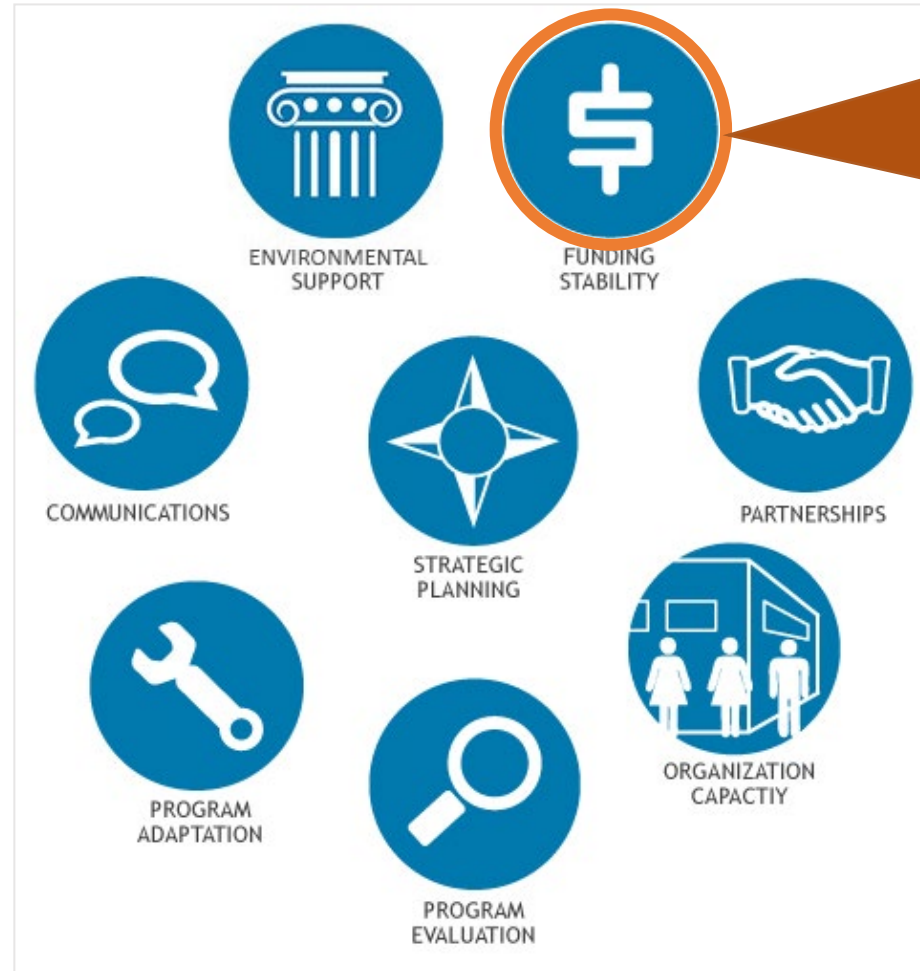 ENVIRONMENTAL
SUPPORT
FUNDING
STABILITY
COMMUNICATIONS
STRATEGIC
PLANNING
PARTNERSHIPS
PROGRAM
ADAPTATION
ORGANIZATION
CAPACTIY
PROGRAM
EVALUATION